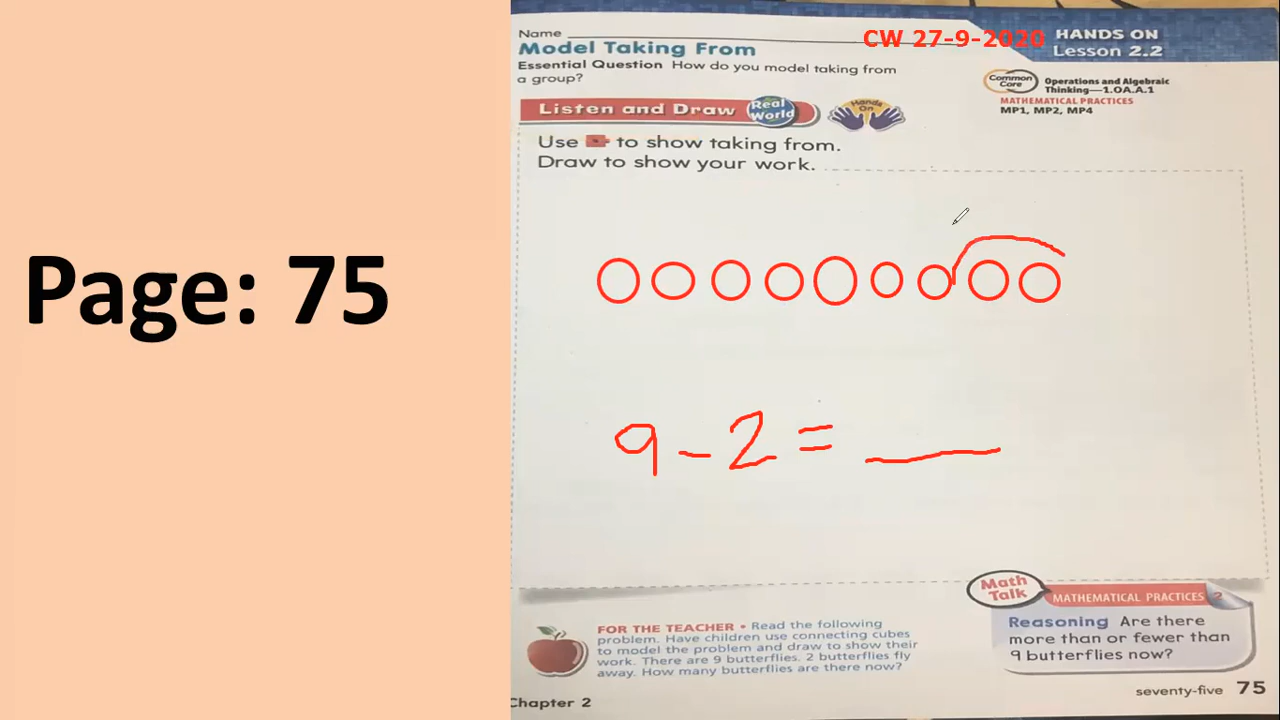 Page: 75
Name
CW 27-9-2020
HANDS ON
Lesson 2.2
Model Taking From
Essential Question How do you model taking from
a group?
Common
Core
Operations and Algebraic
Thinking—1.OA.A.1
MATHEMATICAL PRACTICES
MP1, MP2, MP4
Listen and Draw
Real
World
Hands
On
Use to show taking from.
Draw to show your work.
9 - 2 =
FOR THE TEACHER • Read the following
problem. Have children use connecting cubes
to model the problem and draw to show their
work. There are 9 butterflies. 2 butterflies fly
away. How many butterflies are there now?
Math
Talk
MATHEMATICAL PRACTICES 2
Reasoning Are there
more than or fewer than
9 butterflies now?
Chapter 2
seventy-five 75